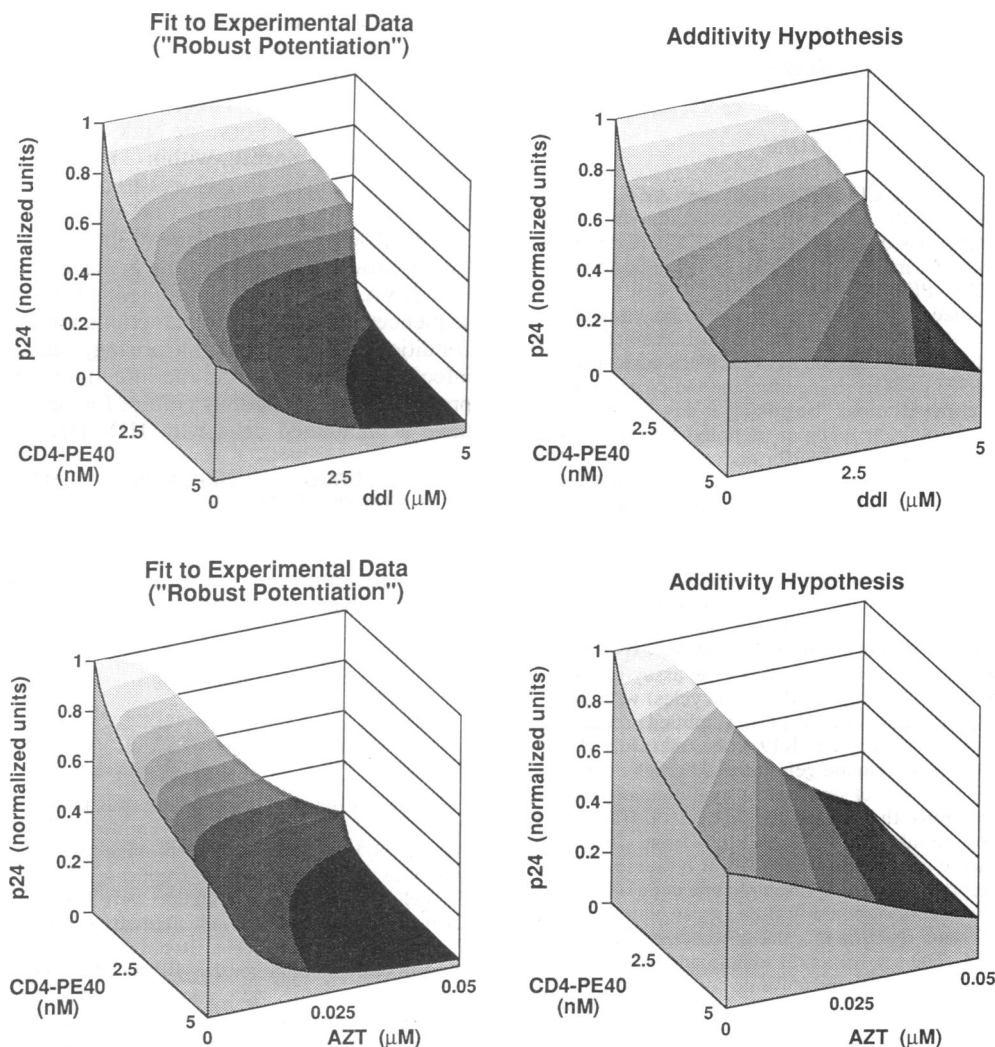 Fit to Experimental Data
("Robust Potentiation")
1
0.8
0.6
0.4
0.2
0
p24 (normalized units)
2.5
CD4-PE40
(nM)
5
0
2.5
ddI (μM)
5
Additivity Hypothesis
1
0.8
0.6
0.4
0.2
0
p24 (normalized units)
2.5
CD4-PE40
(nM)
5
0
2.5
ddI (μM)
5
Fit to Experimental Data
("Robust Potentiation")
1
0.8
0.6
0.4
0.2
0
p24 (normalized units)
2.5
CD4-PE40
(nM)
5
0
0.025
AZT (μM)
0.05
Additivity Hypothesis
1
0.8
0.6
0.4
0.2
0
p24 (normalized units)
2.5
CD4-PE40
(nM)
5
0
0.025
AZT (μM)
0.05